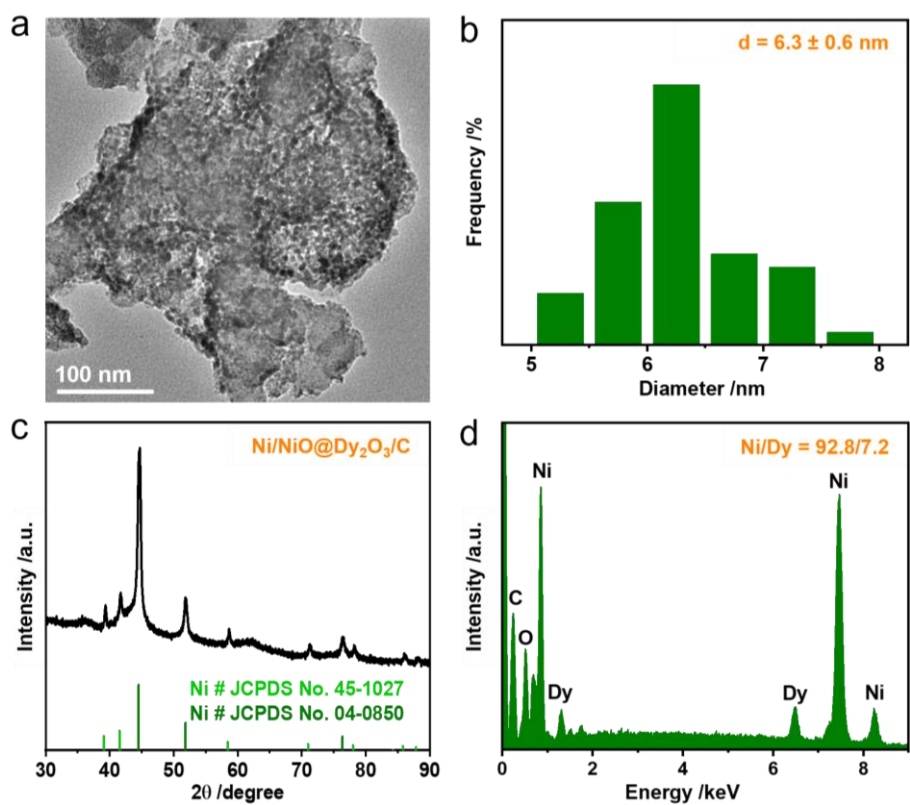 a
100 nm
b
d = 6.3 ± 0.6 nm
Frequency /%
5 6 7 8
Diameter /nm
c
Ni/NiO@Dy₂O₃/C
Intensity /a.u.
Ni # JCPDS No. 45-1027
Ni # JCPDS No. 04-0850
30 40 50 60 70 80 90
2θ /degree
d
Ni/Dy = 92.8/7.2
Intensity /a.u.
C
O
Ni
Dy
Dy
Ni
Ni
0 2 4 6 8
Energy /keV